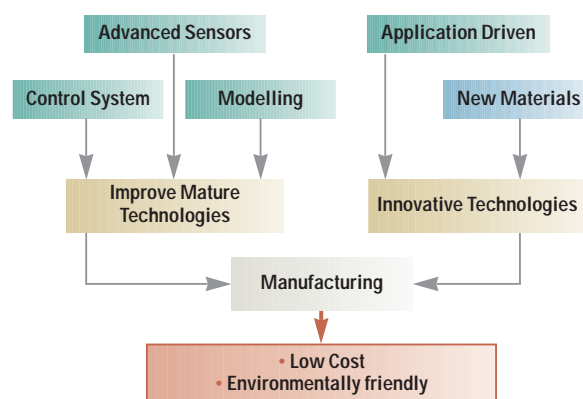 Advanced Sensors
Application Driven
Control System
Modelling
New Materials
Improve Mature
Technologies
Innovative Technologies
Manufacturing
• Low Cost
• Environmentally friendly